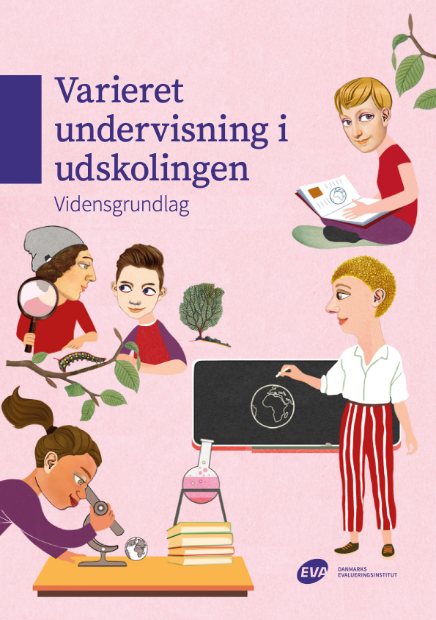 Varieret
undervisning i
udskolingen
Vidensgrundlag
EVA
DANMARKS
EVALUERINGSINSTITUT